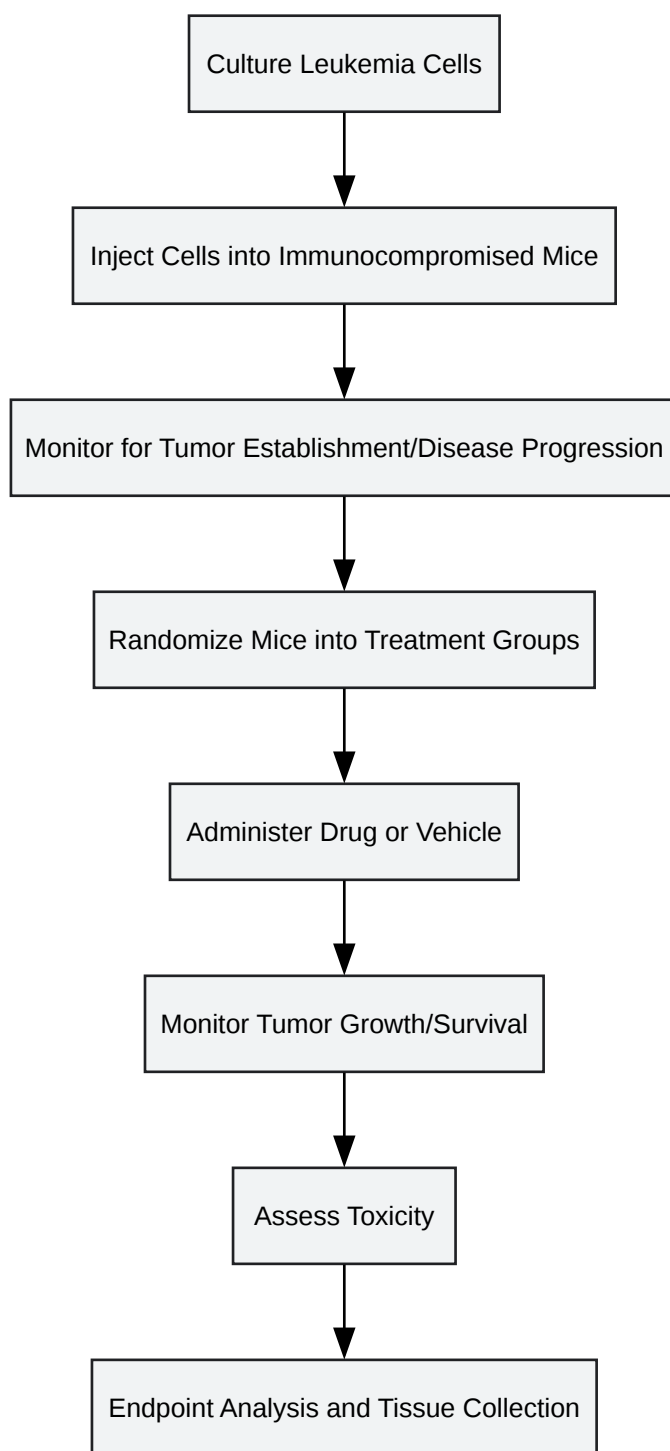 Culture Leukemia Cells
Inject Cells into Immunocompromised Mice
Monitor for Tumor Establishment/Disease Progression
Randomize Mice into Treatment Groups
Administer Drug or Vehicle
Monitor Tumor Growth/Survival
Assess Toxicity
Endpoint Analysis and Tissue Collection